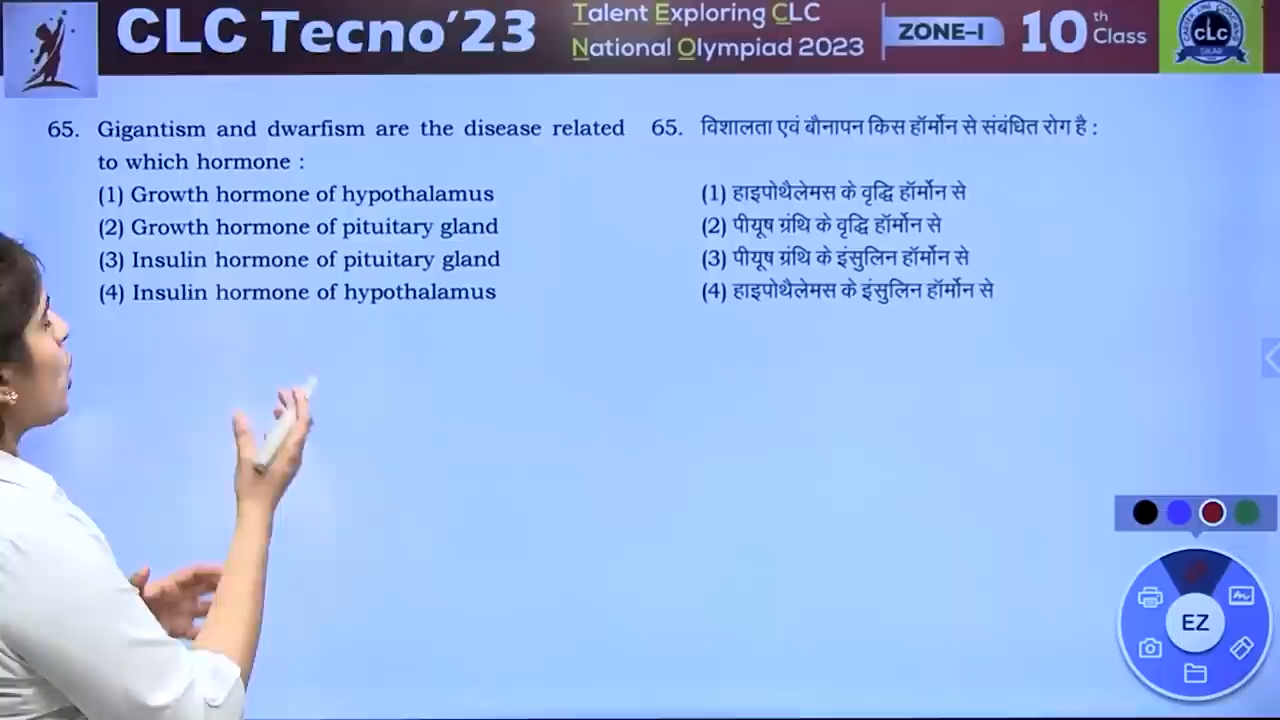 CLC Tecno'23
Talent Exploring CLC
National Olympiad 2023
ZONE–I
10th Class
CLC
65. Gigantism and dwarfism are the disease related
to which hormone :
(1) Growth hormone of hypothalamus
(2) Growth hormone of pituitary gland
(3) Insulin hormone of pituitary gland
(4) Insulin hormone of hypothalamus
65. विशालता एवं बौनापन किस हॉर्मोन से संबंधित रोग है :
(1) हाइपोथैलेमस के वृद्धि हॉर्मोन से
(2) पीयूष ग्रंथि के वृद्धि हॉर्मोन से
(3) पीयूष ग्रंथि के इंसुलिन हॉर्मोन से
(4) हाइपोथैलेमस के इंसुलिन हॉर्मोन से
EZ